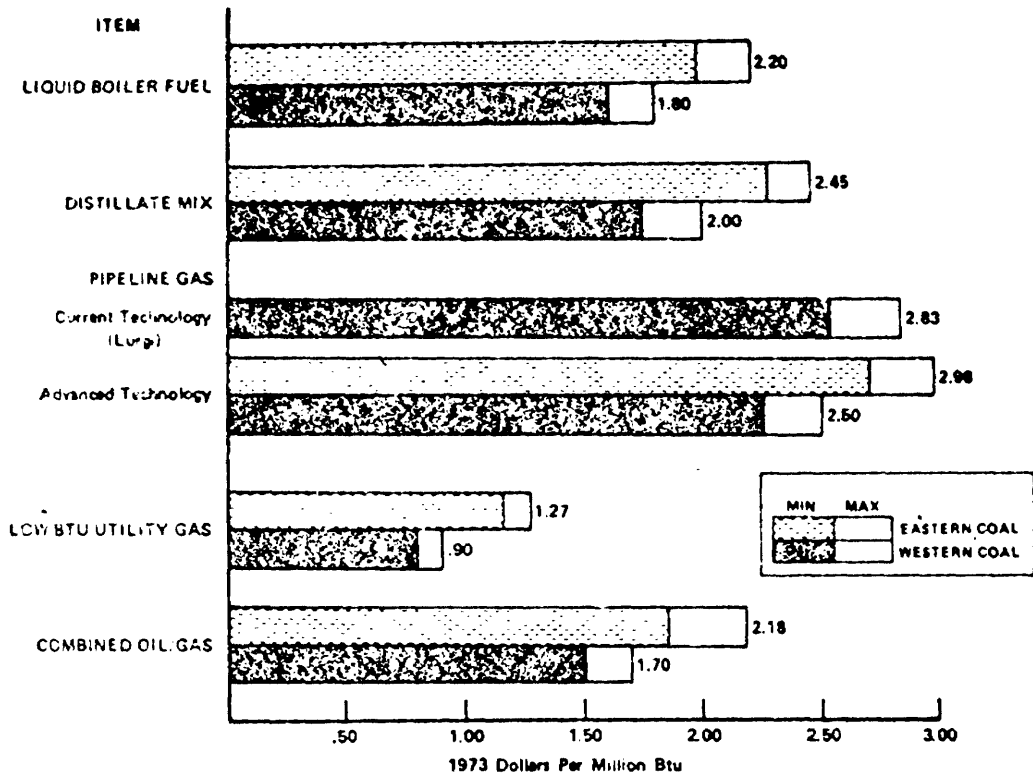 ITEM
LIQUID BOILER FUEL
2.20
1.80
DISTILLATE MIX
2.45
2.00
PIPELINE GAS
Current Technology
(Lurgi)
2.83
Advanced Technology
2.98
2.50
LOW BTU UTILITY GAS
1.27
.90
COMBINED OIL/GAS
2.18
1.70
MIN MAX
EASTERN COAL
WESTERN COAL
.50 1.00 1.50 2.00 2.50 3.00
1973 Dollars Per Million Btu